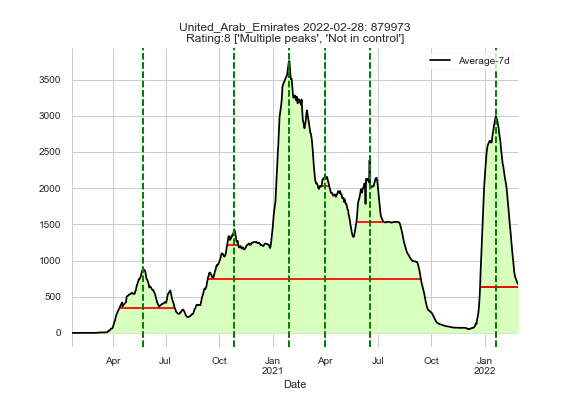 United_Arab_Emirates 2022-02-28: 879973
Rating:8 ['Multiple peaks', 'Not in control']
Average-7d
3500
3000
2500
2000
1500
1000
500
0
Apr Jul Oct Jan Apr Jul Oct Jan
2021 2022
Date